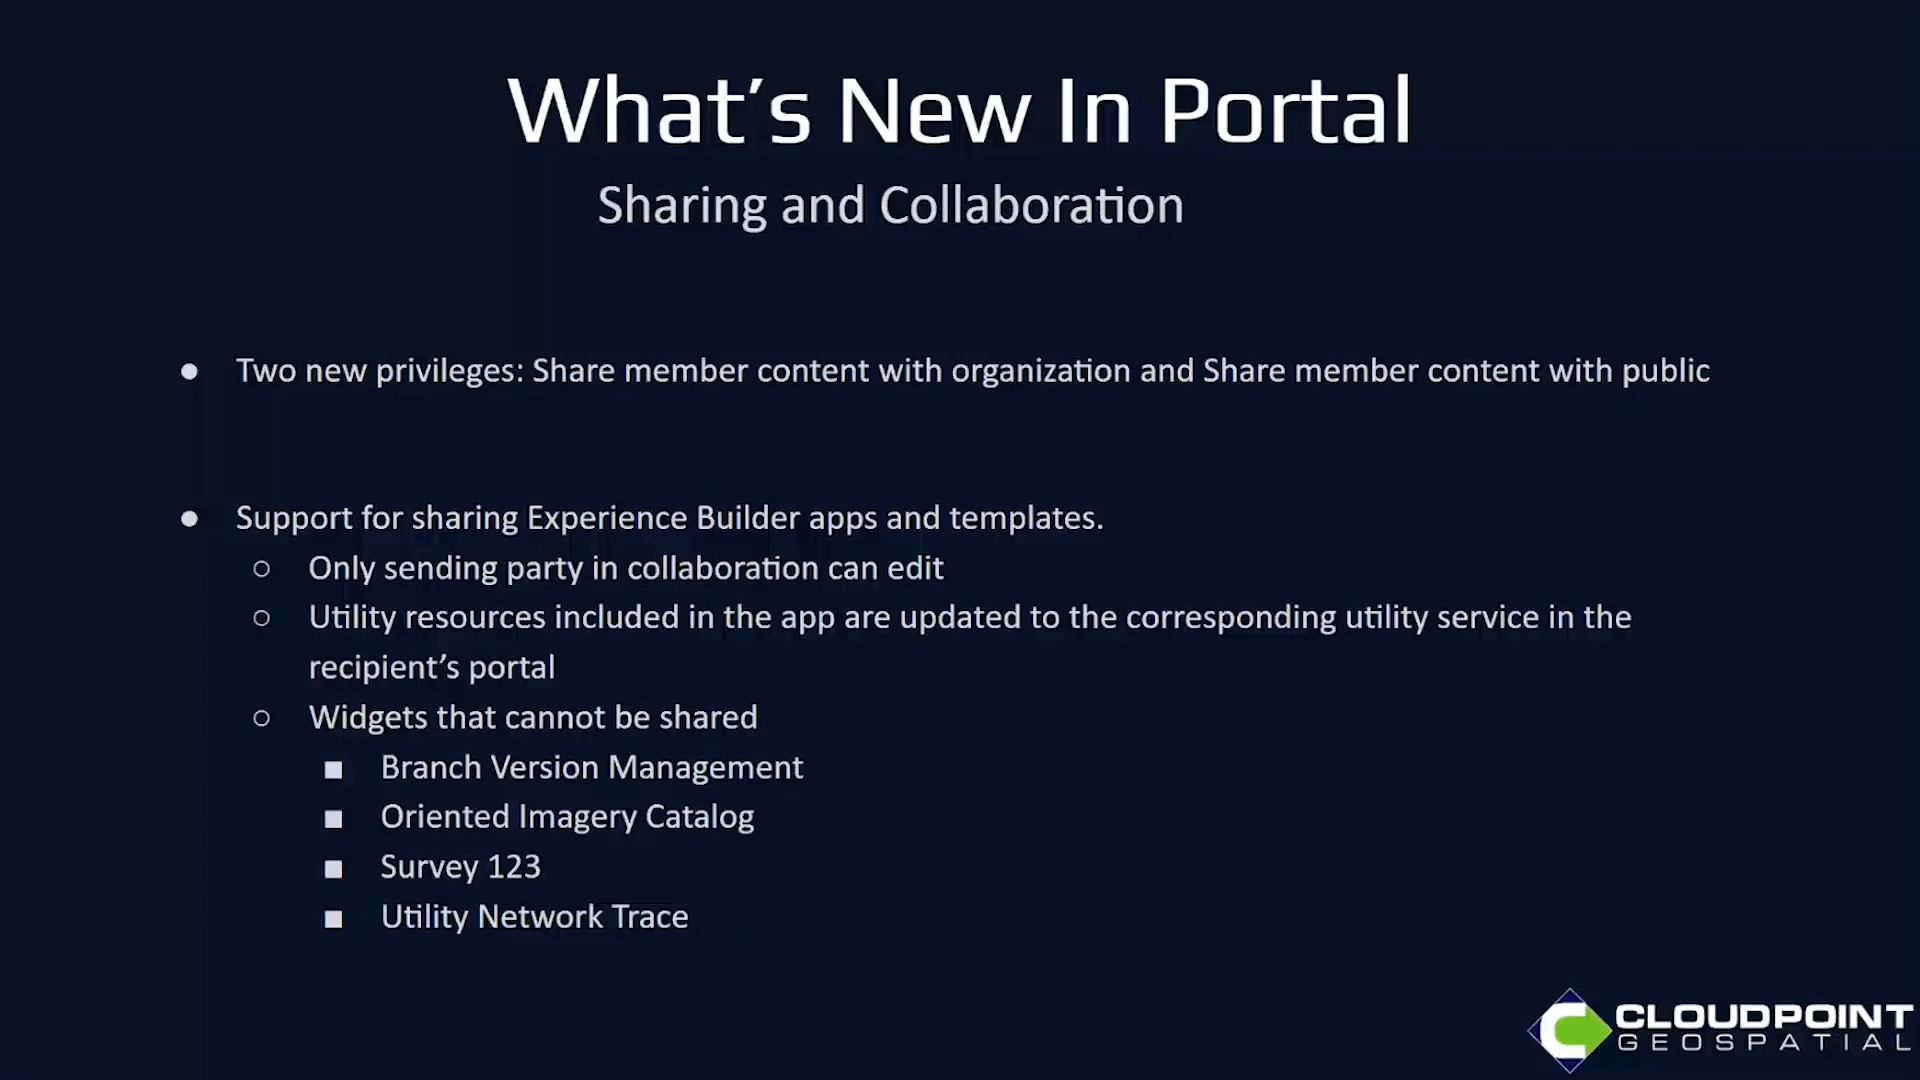 What's New In Portal
Sharing and Collaboration
● Two new privileges: Share member content with organization and Share member content with public
● Support for sharing Experience Builder apps and templates.
○ Only sending party in collaboration can edit
○ Utility resources included in the app are updated to the corresponding utility service in the
recipient's portal
○ Widgets that cannot be shared
■ Branch Version Management
■ Oriented Imagery Catalog
■ Survey 123
■ Utility Network Trace
CLOUDPOINT
GEOSPATIAL